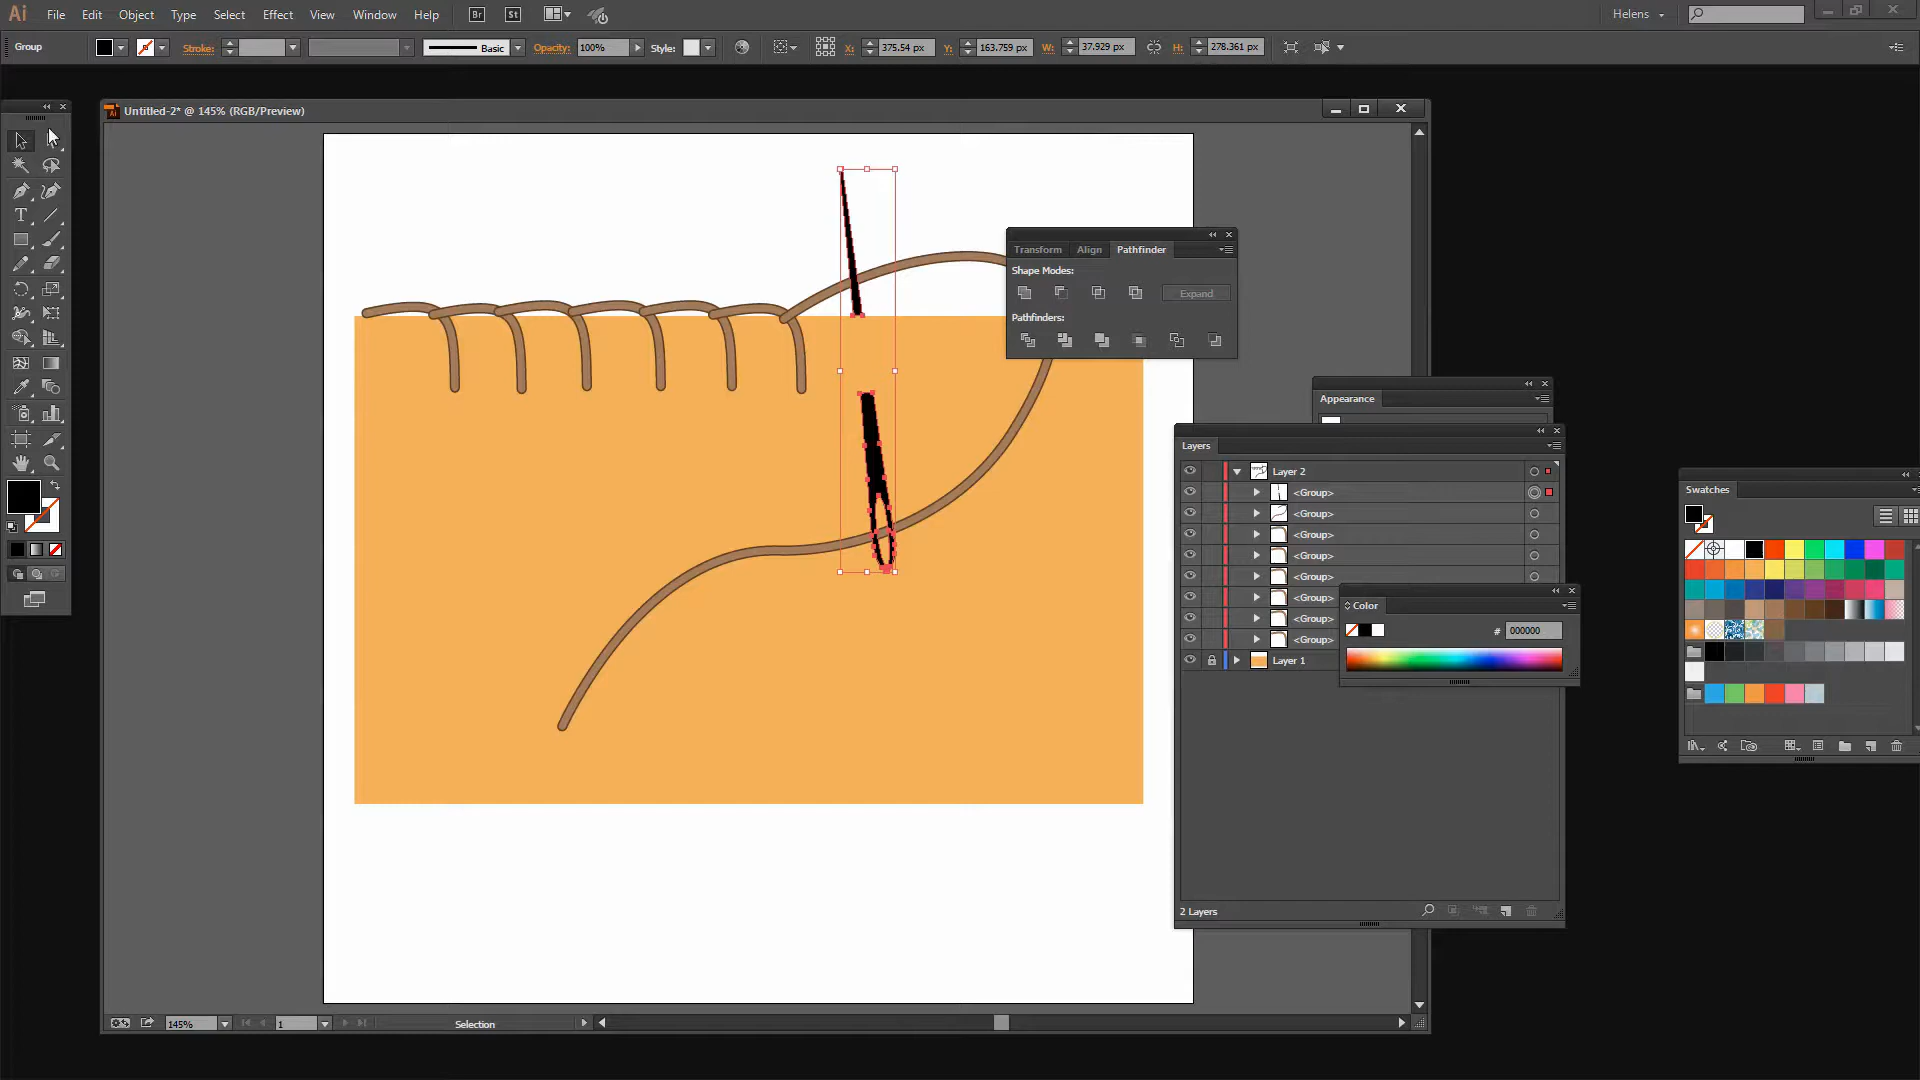 Ai File Edit Object Type Select Effect View Window Help Br St Helens
Group Stroke: Basic Opacity: 100% Style: X: 375.54 px Y: 163.759 px W: 37.929 px H: 278.361 px
Untitled-2* @ 145% (RGB/Preview)
Transform Align Pathfinder
Shape Modes:
Expand
Pathfinders:
Appearance
Layers
Layer 2
<Group>
<Group>
<Group>
<Group>
<Group>
<Group>
<Group>
<Group>
Layer 1
2 Layers
Color
# 000000
Swatches
145% 1 Selection